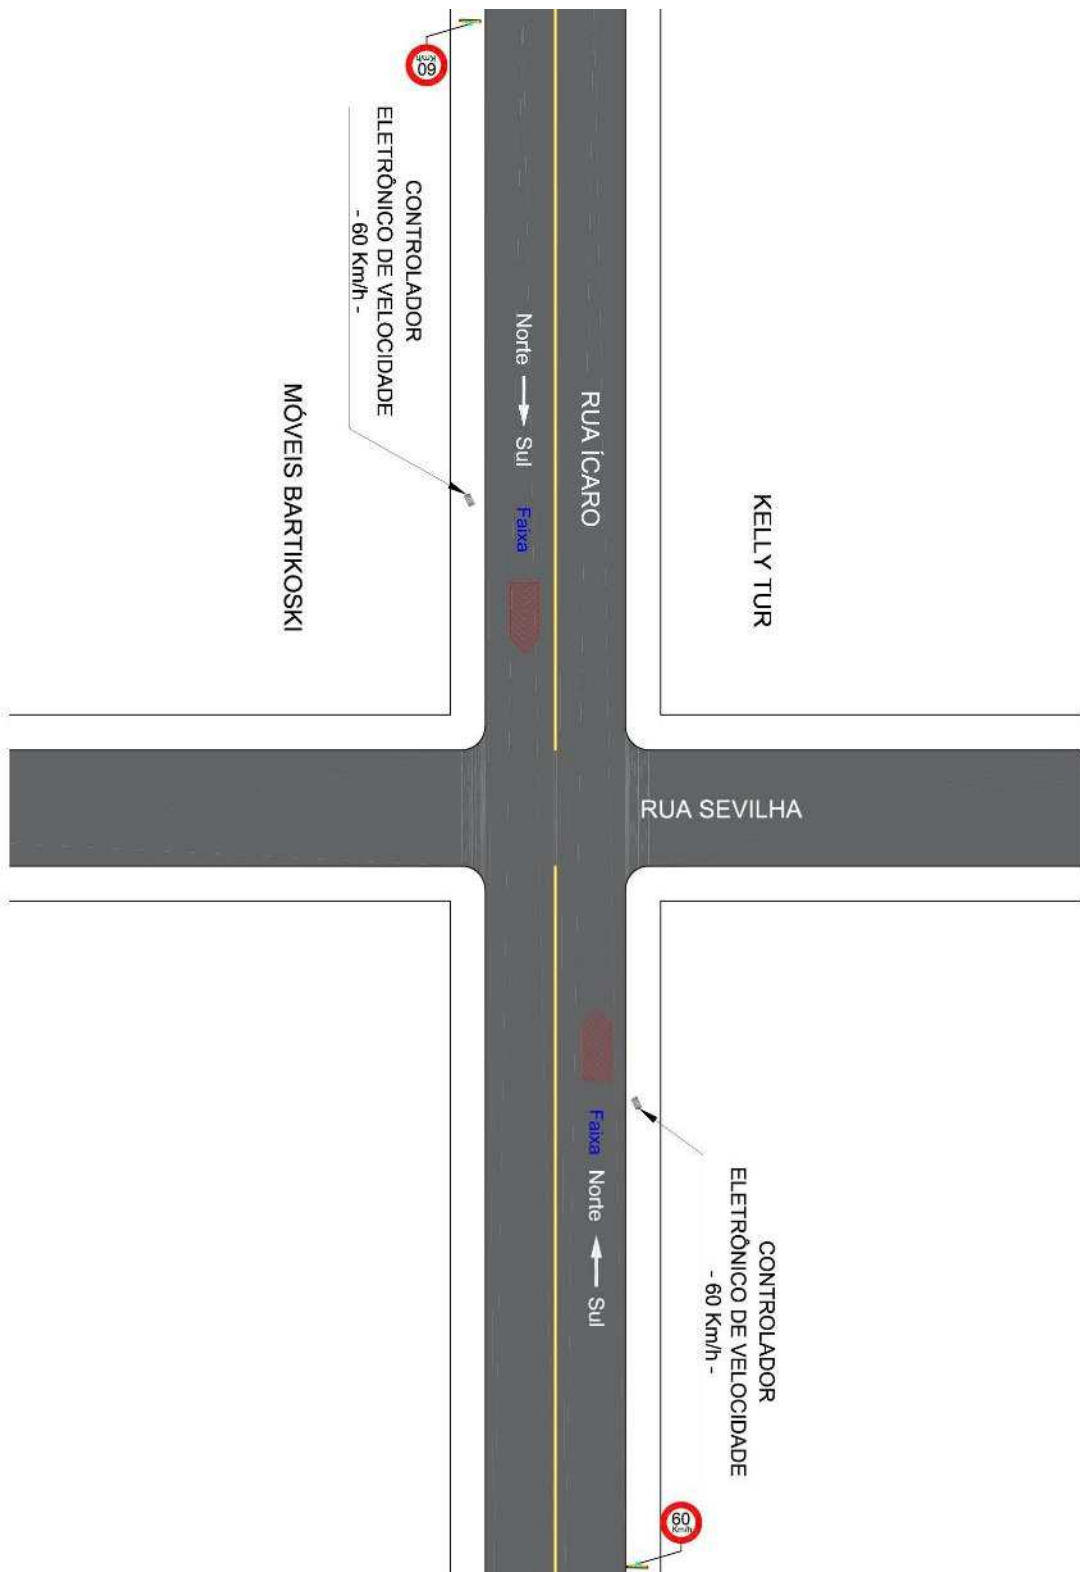 60
Km/h
CONTROLADOR
ELETRÔNICO DE VELOCIDADE
- 60 Km/h -
MÓVEIS BARTIKOSKI
Norte
Sul
Faixa
RUA ÍCARO
KELLY TUR
RUA SEVILHA
Faixa
Norte
Sul
CONTROLADOR
ELETRÔNICO DE VELOCIDADE
- 60 Km/h -
60
Km/h